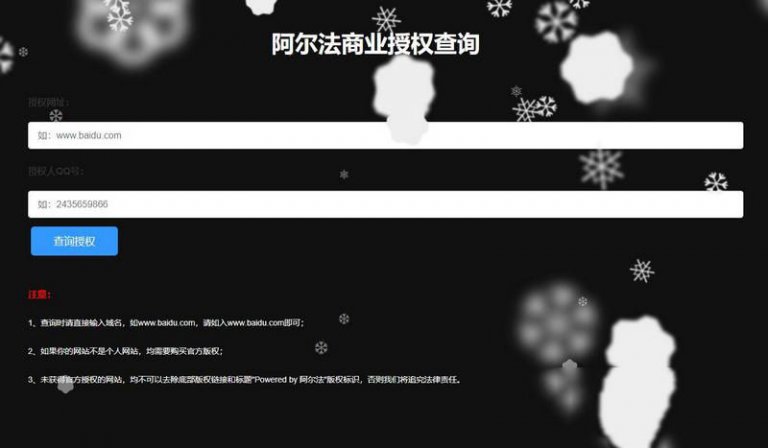 阿尔法商业授权查询
授权网址：
如：www.baidu.com
授权人QQ号：
如：2435659866
查询授权
注意：
1、查询时请直接输入域名，如www.baidu.com，请如入www.baidu.com即可；
2、如果你的网站不是个人网站，均需要购买官方版权；
3、未获得官方授权的网站，均不可以去除底部版权链接和标题"Powered by 阿尔法"版权标识，否则我们将追究法律责任。